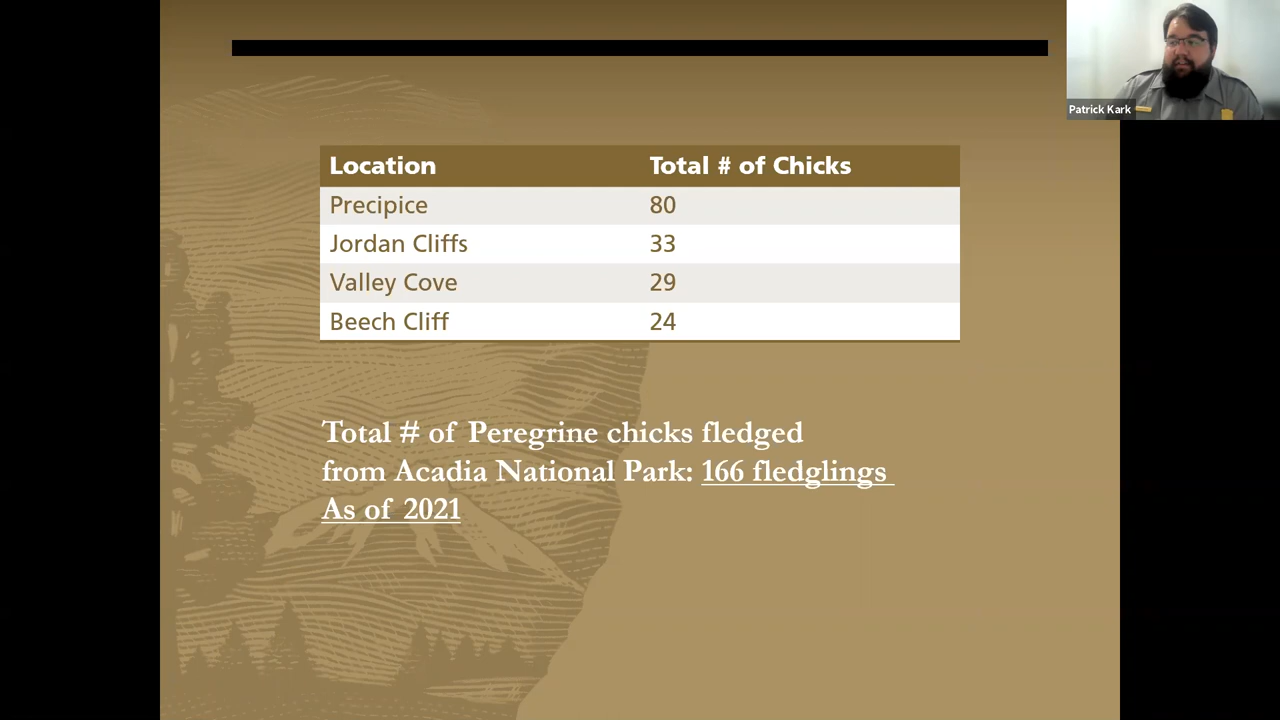 Patrick Kark
Location Total # of Chicks
Precipice 80
Jordan Cliffs 33
Valley Cove 29
Beech Cliff 24
Total # of Peregrine chicks fledged
from Acadia National Park: 166 fledglings
As of 2021